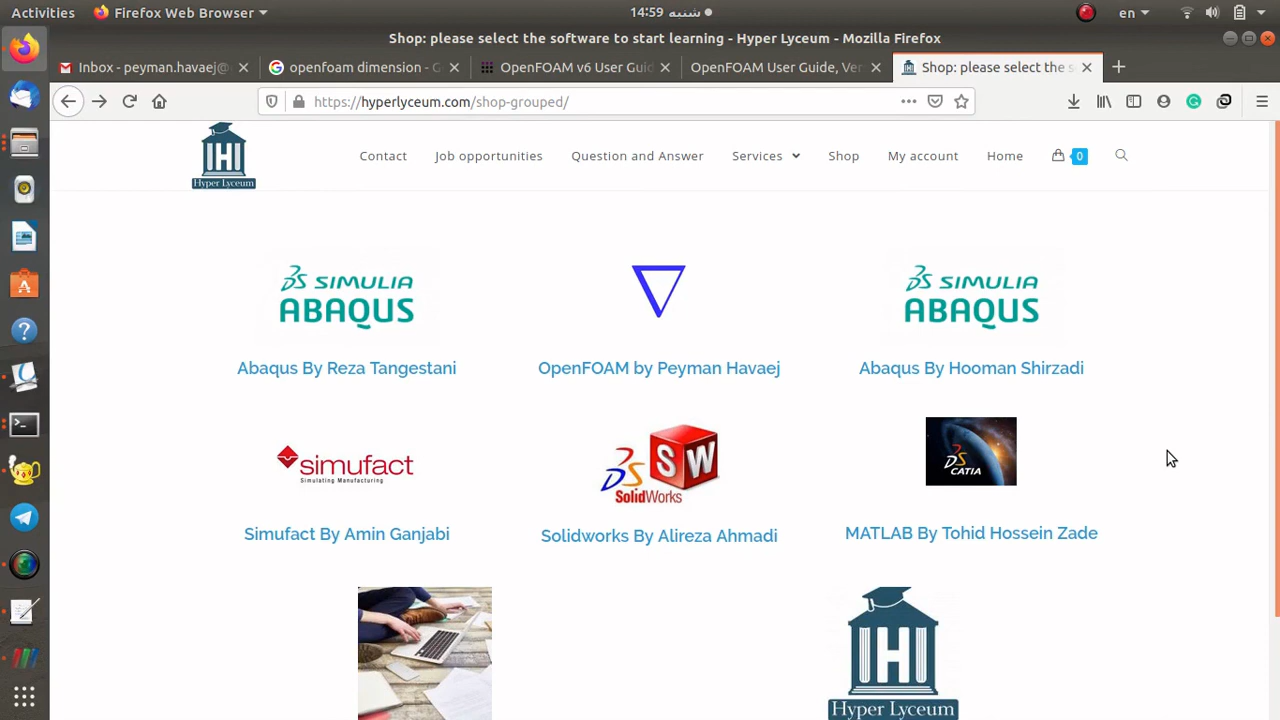 Activities Firefox Web Browser 14:59 شنبه en
Shop: please select the software to start learning - Hyper Lyceum - Mozilla Firefox
Inbox - peyman.havaej@ openfoam dimension - G OpenFOAM v6 User Guid OpenFOAM User Guide, Ver Shop: please select the s
https://hyperlyceum.com/shop-grouped/
Hyper Lyceum
Contact Job opportunities Question and Answer Services Shop My account Home 0
SIMULIA ABAQUS
SIMULIA ABAQUS
Abaqus By Reza Tangestani OpenFOAM by Peyman Havaej Abaqus By Hooman Shirzadi
simufact
Simulating Manufacturing
SW
SolidWorks
CATIA
Simufact By Amin Ganjabi Solidworks By Alireza Ahmadi MATLAB By Tohid Hossein Zade
Hyper Lyceum